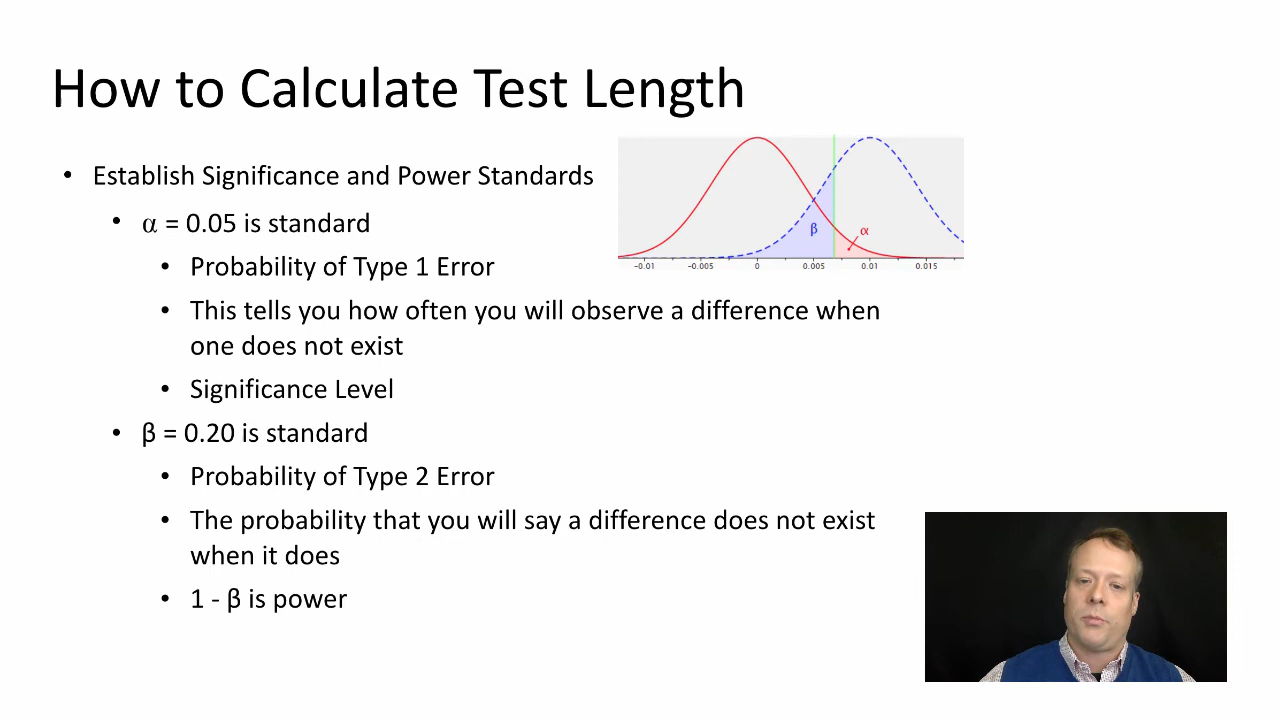 How to Calculate Test Length
• Establish Significance and Power Standards
• α = 0.05 is standard
• Probability of Type 1 Error
• This tells you how often you will observe a difference when
one does not exist
• Significance Level
• β = 0.20 is standard
• Probability of Type 2 Error
• The probability that you will say a difference does not exist
when it does
• 1 - β is power
β
α
-0.01 -0.005 0 0.005 0.01 0.015